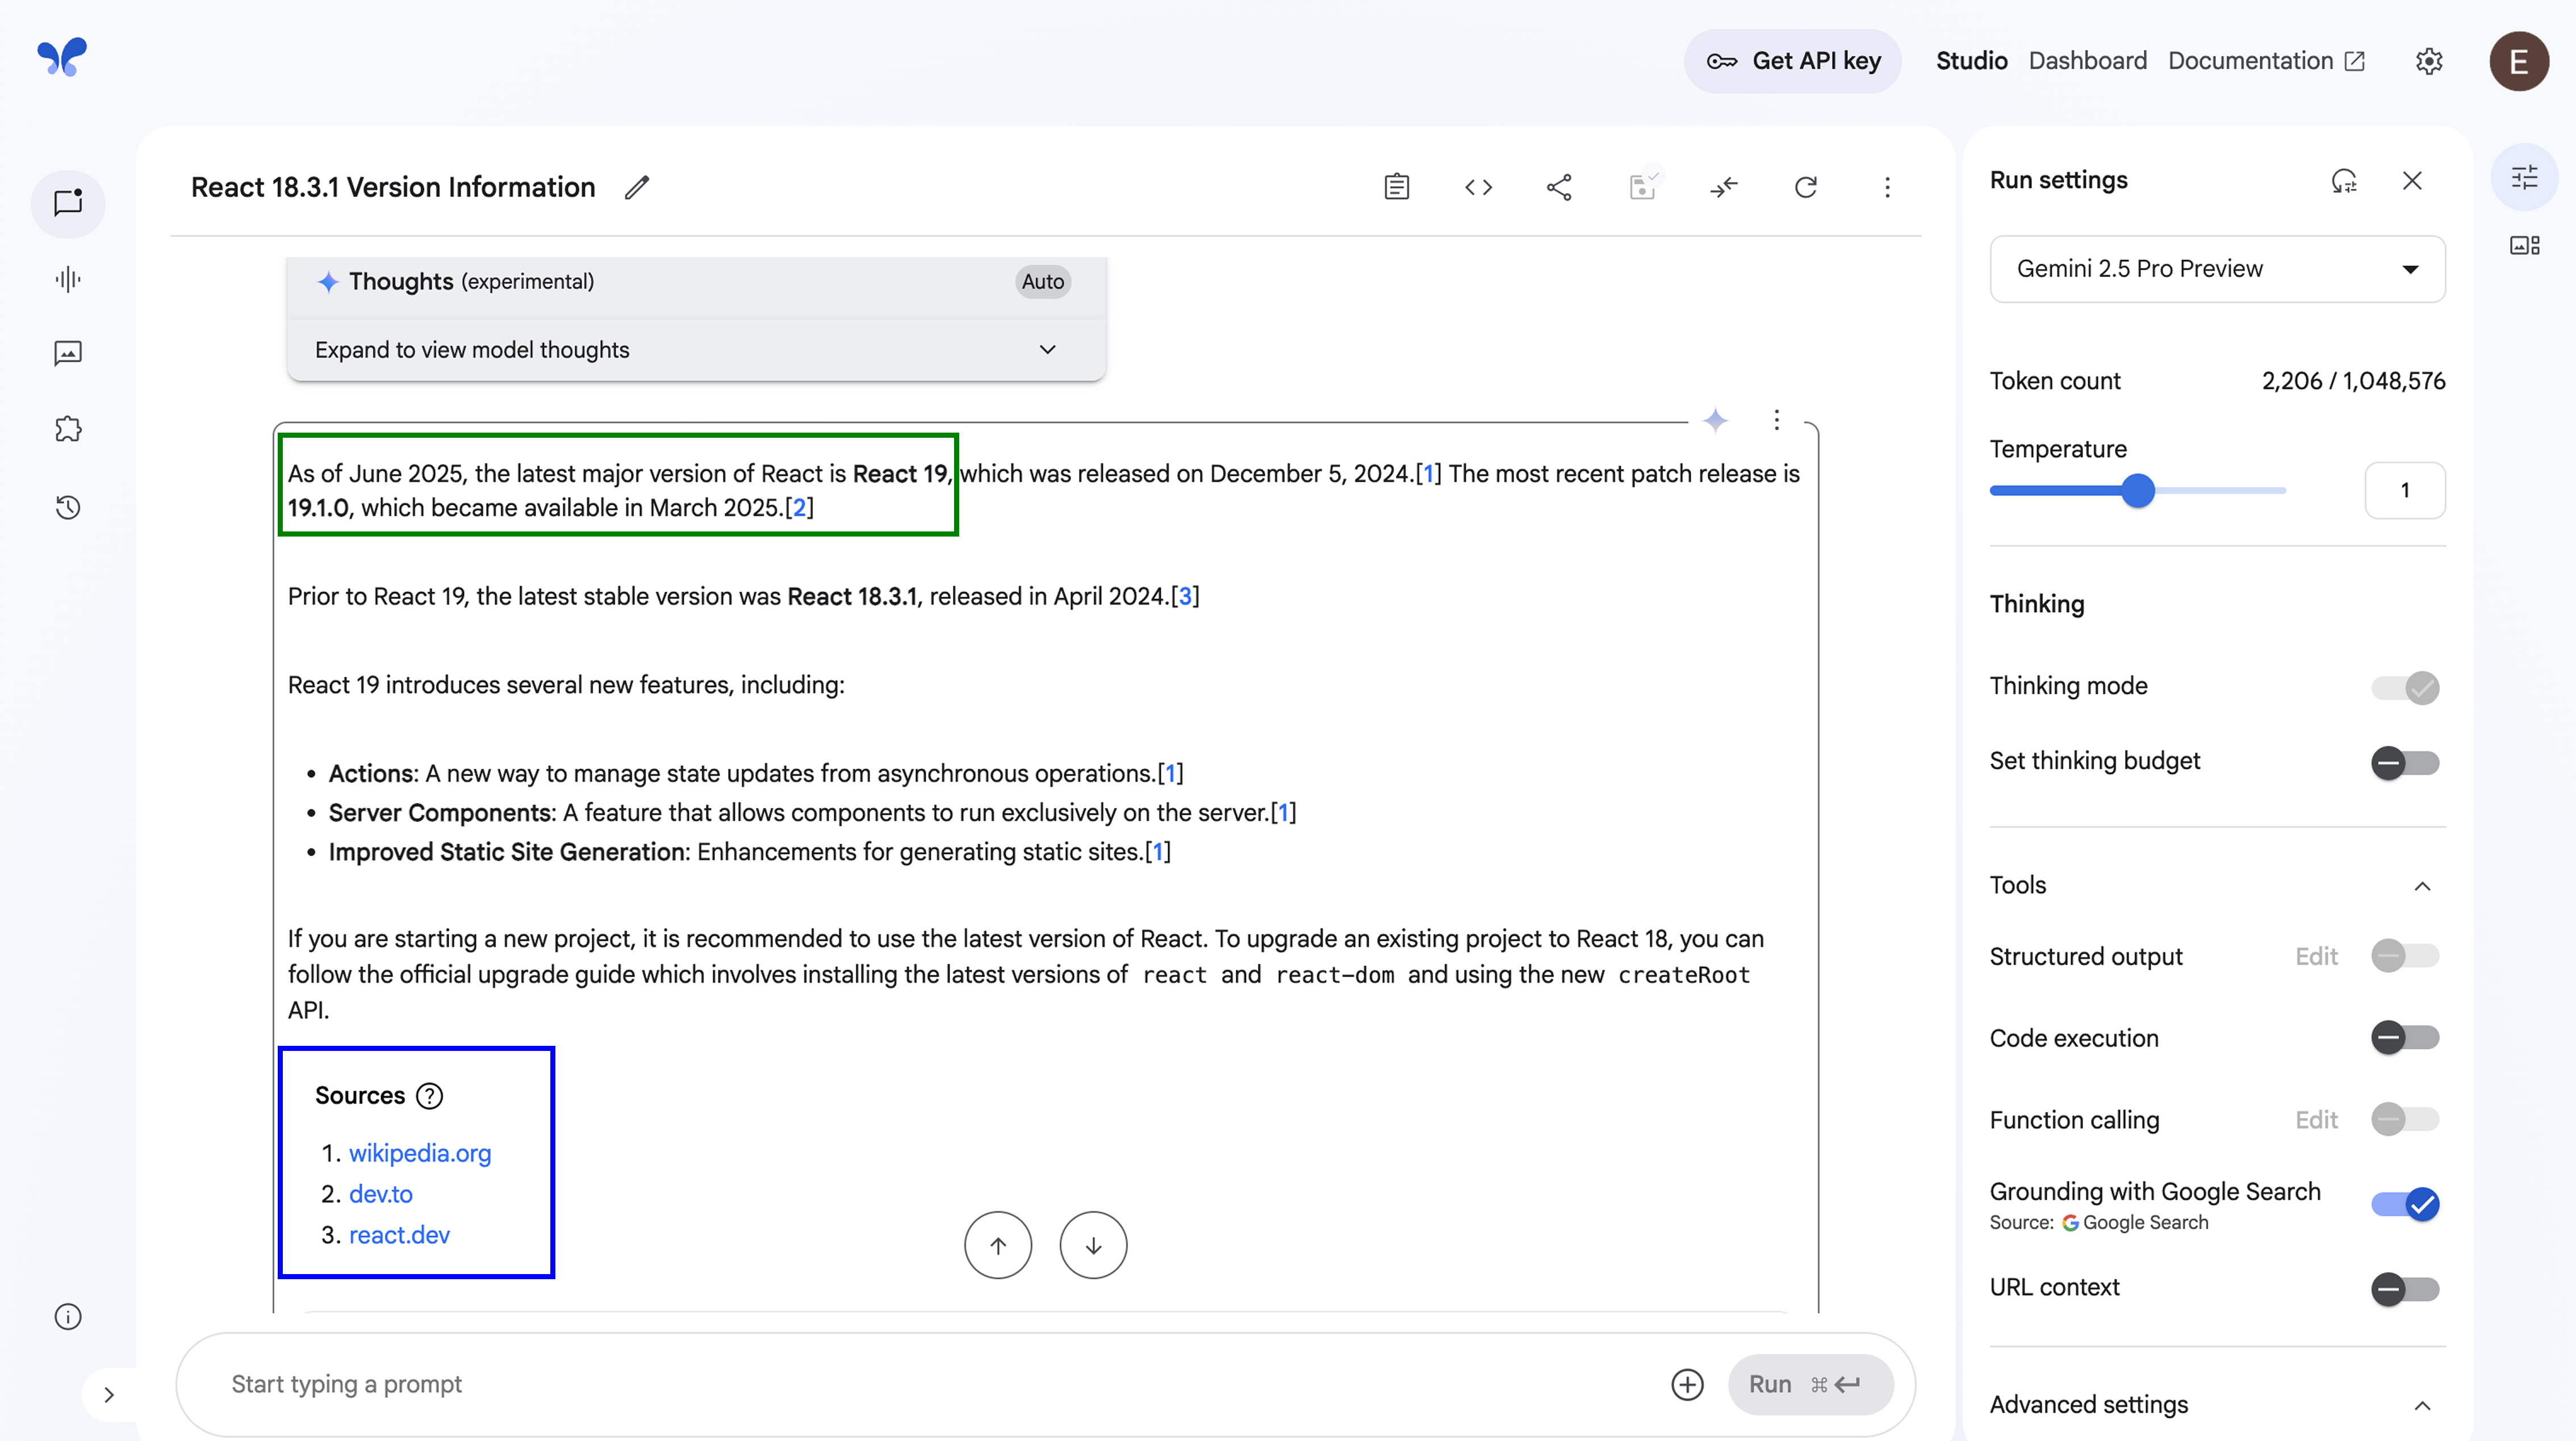 Get API key
Studio
Dashboard
Documentation
E
React 18.3.1 Version Information
Thoughts (experimental)
Auto
Expand to view model thoughts
As of June 2025, the latest major version of React is React 19, which was released on December 5, 2024.[1] The most recent patch release is
19.1.0, which became available in March 2025.[2]
Prior to React 19, the latest stable version was React 18.3.1, released in April 2024.[3]
React 19 introduces several new features, including:
• Actions: A new way to manage state updates from asynchronous operations.[1]
• Server Components: A feature that allows components to run exclusively on the server.[1]
• Improved Static Site Generation: Enhancements for generating static sites.[1]
If you are starting a new project, it is recommended to use the latest version of React. To upgrade an existing project to React 18, you can
follow the official upgrade guide which involves installing the latest versions of react and react-dom and using the new createRoot
API.
Sources ?
1. wikipedia.org
2. dev.to
3. react.dev
Start typing a prompt
Run ⌘
Run settings
Gemini 2.5 Pro Preview
Token count 2,206 / 1,048,576
Temperature
1
Thinking
Thinking mode
Set thinking budget
Tools
Structured output Edit
Code execution
Function calling Edit
Grounding with Google Search
Source: G Google Search
URL context
Advanced settings